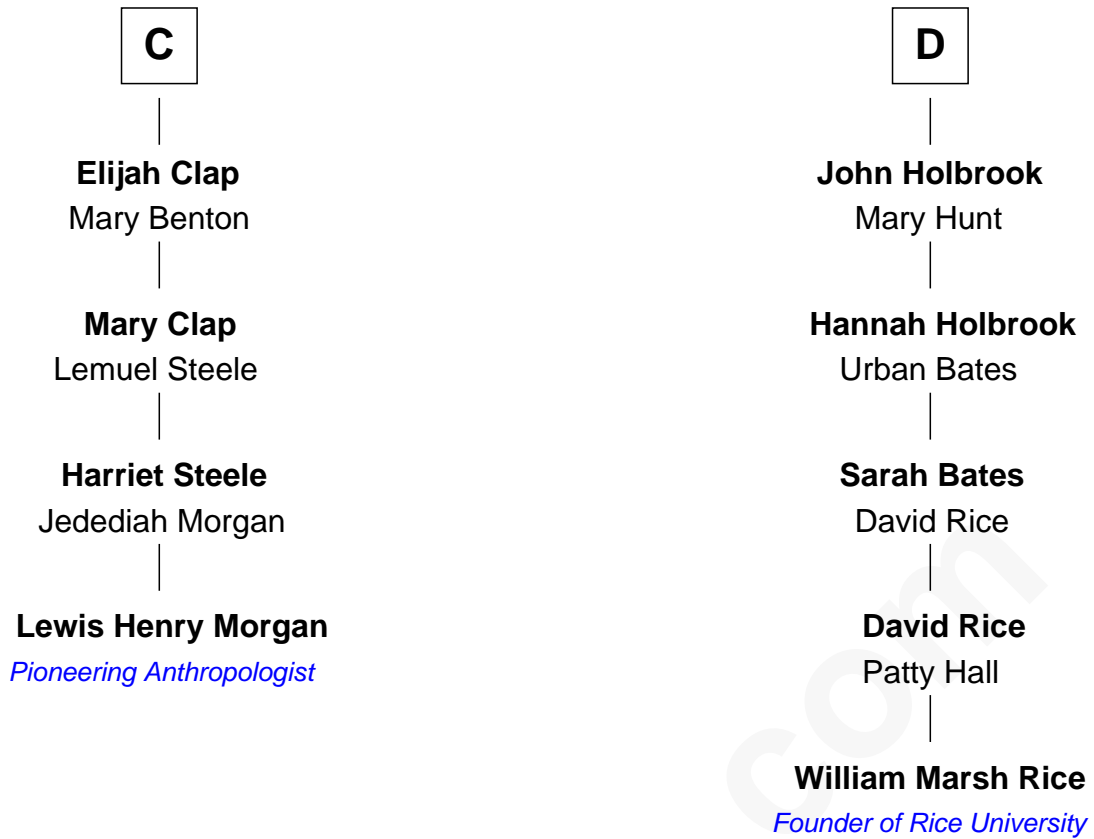 C
Elijah Clap
Mary Benton
Mary Clap
Lemuel Steele
Harriet Steele
Jedediah Morgan
Lewis Henry Morgan
Pioneering Anthropologist
D
John Holbrook
Mary Hunt
Hannah Holbrook
Urban Bates
Sarah Bates
David Rice
David Rice
Patty Hall
William Marsh Rice
Founder of Rice University
com